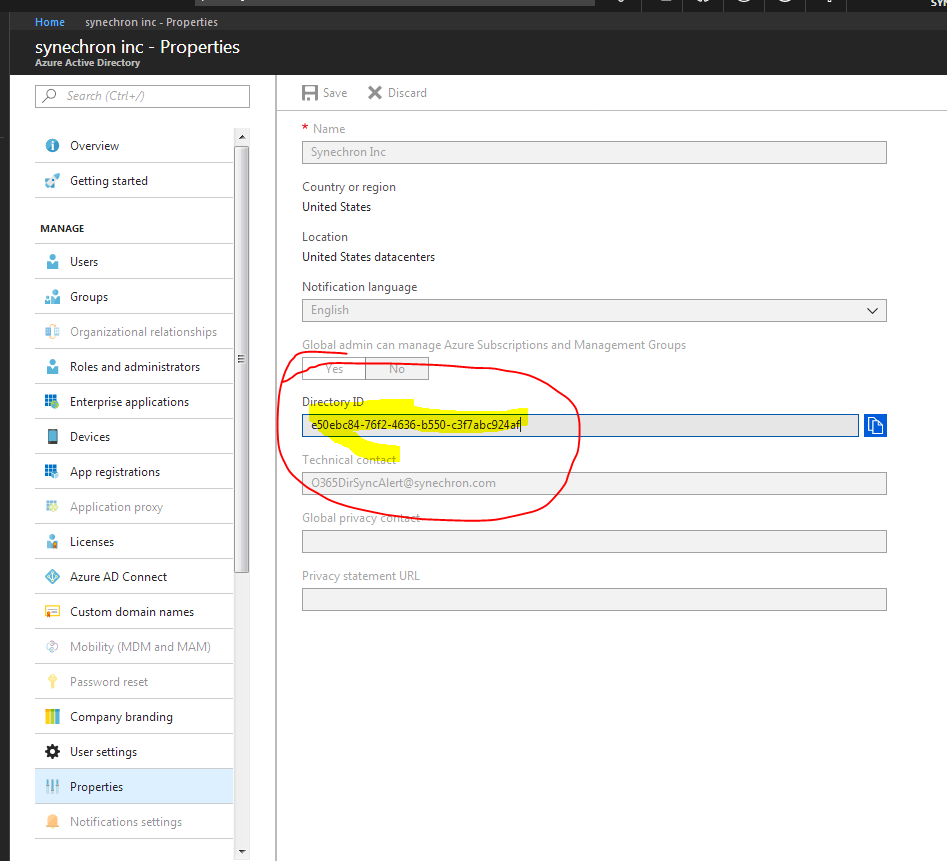 Home synechron inc - Properties
synechron inc - Properties
Azure Active Directory
Search (Ctrl+/)
Overview
Getting started
MANAGE
Users
Groups
Organizational relationships
Roles and administrators
Enterprise applications
Devices
App registrations
Application proxy
Licenses
Azure AD Connect
Custom domain names
Mobility (MDM and MAM)
Password reset
Company branding
User settings
Properties
Notifications settings
Save Discard
* Name
Synechron Inc
Country or region
United States
Location
United States datacenters
Notification language
English
Global admin can manage Azure Subscriptions and Management Groups
Yes No
Directory ID
e50ebc84-76f2-4636-b550-c3f7abc924af
Technical contact
O365DirSyncAlert@synechron.com
Global privacy contact
Privacy statement URL